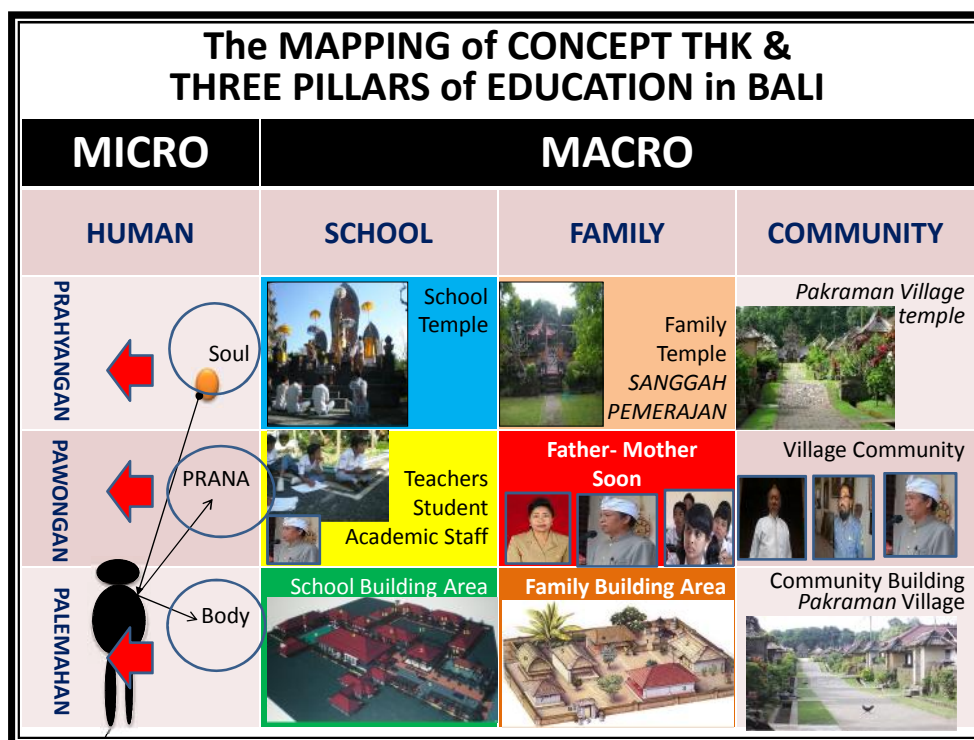 The MAPPING of CONCEPT THK &
THREE PILLARS of EDUCATION in BALI
MICRO
MACRO
HUMAN
SCHOOL
FAMILY
COMMUNITY
PRAHYANGAN
Soul
School
Temple
Family
Temple
SANGGAH
PEMERAJAN
Pakraman Village
temple
PAWONGAN
PRANA
Teachers
Student
Academic Staff
Father- Mother
Soon
Village Community
PALEMAHAN
Body
School Building Area
Family Building Area
Community Building
Pakraman Village